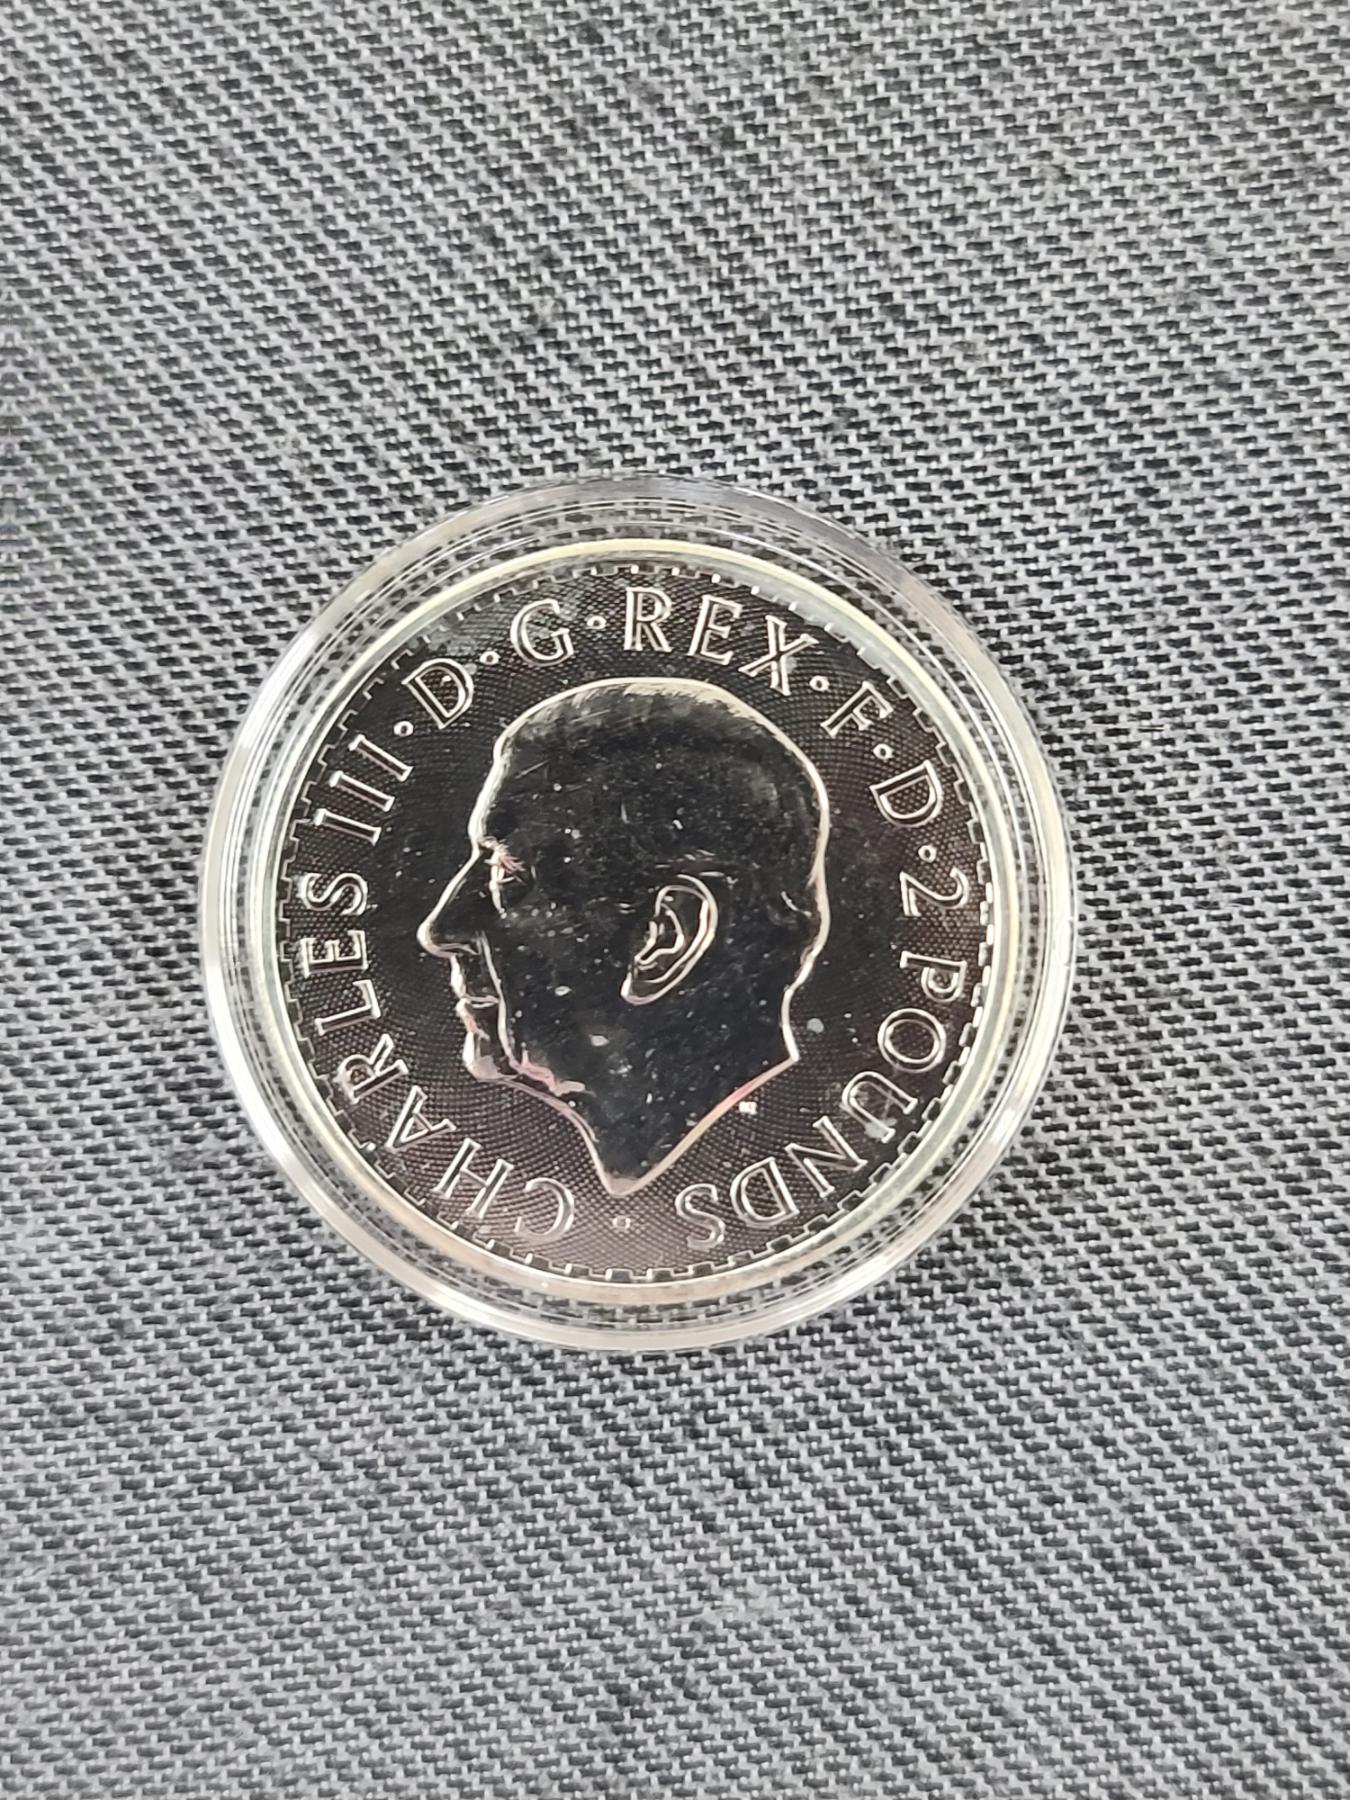 CHARLES III · D · G · REX · F · D · 2 POUNDS ·